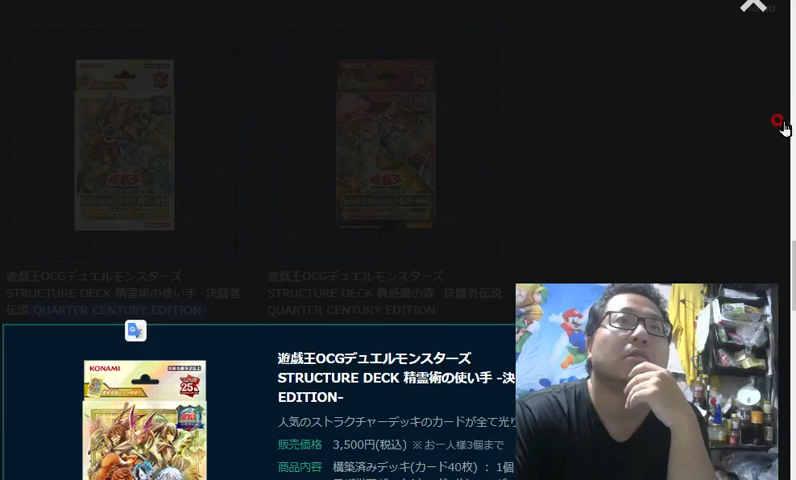 遊戯王OCGデュエルモンスターズ
STRUCTURE DECK 精霊術の使い手 -決闘者
伝説 QUARTER CENTURY EDITION-
遊戯王OCGデュエルモンスターズ
STRUCTURE DECK 蟲惑魔の森 -決闘者伝説
QUARTER CENTURY EDITION-
KONAMI
遊戯王OCGデュエルモンスターズ
STRUCTURE DECK 精霊術の使い手 -決
EDITION-
人気のストラクチャーデッキのカードが全て光り
販売価格 3,500円(税込) ※お一人様3個まで
商品内容 構築済みデッキ(カード40枚) : 1個